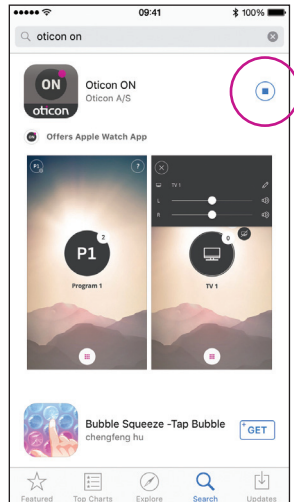 09:41
100%
oticon on
ON
oticon
Oticon ON
Oticon A/S
ON
Offers Apple Watch App
P1
?
2
P1
Program 1
TV 1
L
R
0
TV 1
Bubble Squeeze -Tap Bubble
chengfeng hu
+GET
Featured
Top Charts
Explore
Search
Updates